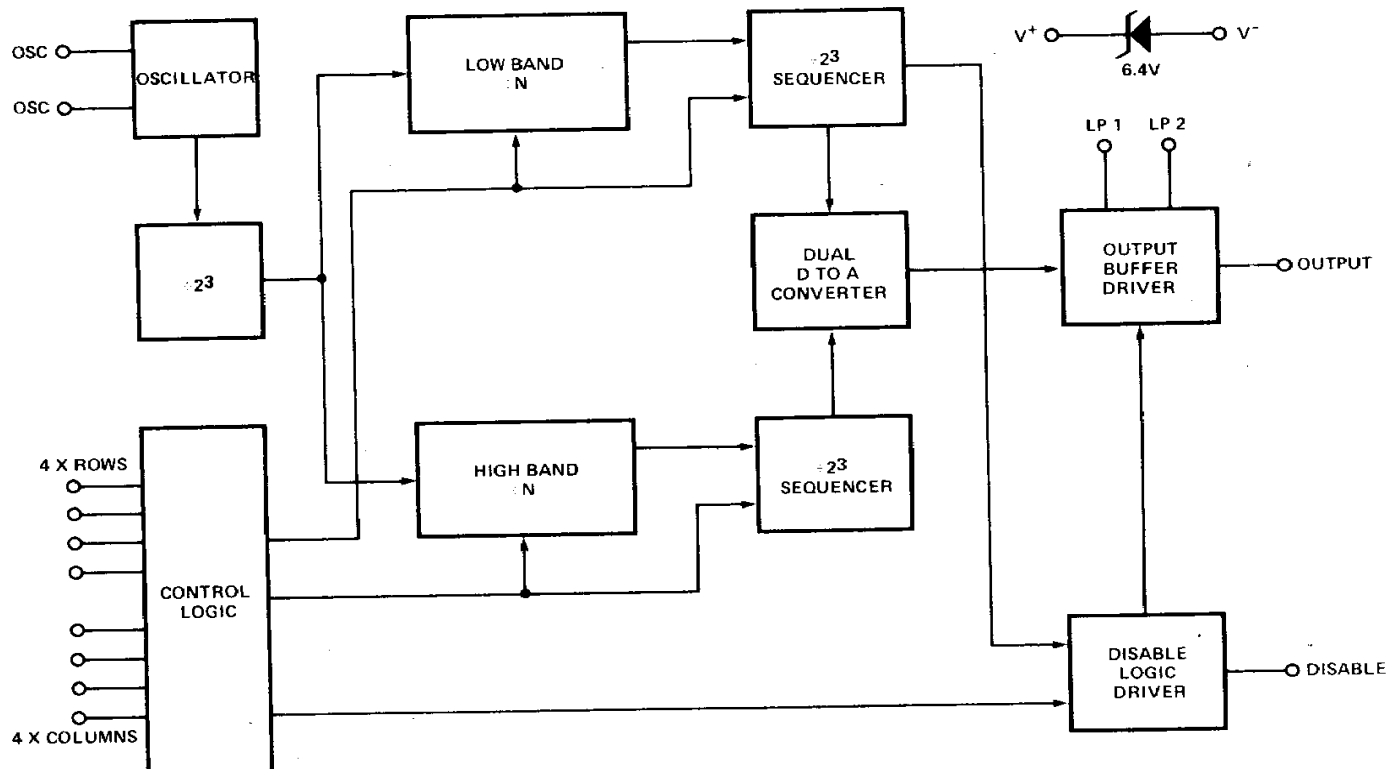 OSC
OSC
OSCILLATOR
÷2³
LOW BAND
÷N
÷2³
SEQUENCER
V⁺
V⁻
6.4V
LP 1
LP 2
DUAL
D TO A
CONVERTER
OUTPUT
BUFFER
DRIVER
OUTPUT
4 X ROWS
4 X COLUMNS
CONTROL
LOGIC
HIGH BAND
÷N
÷2³
SEQUENCER
DISABLE
LOGIC
DRIVER
DISABLE